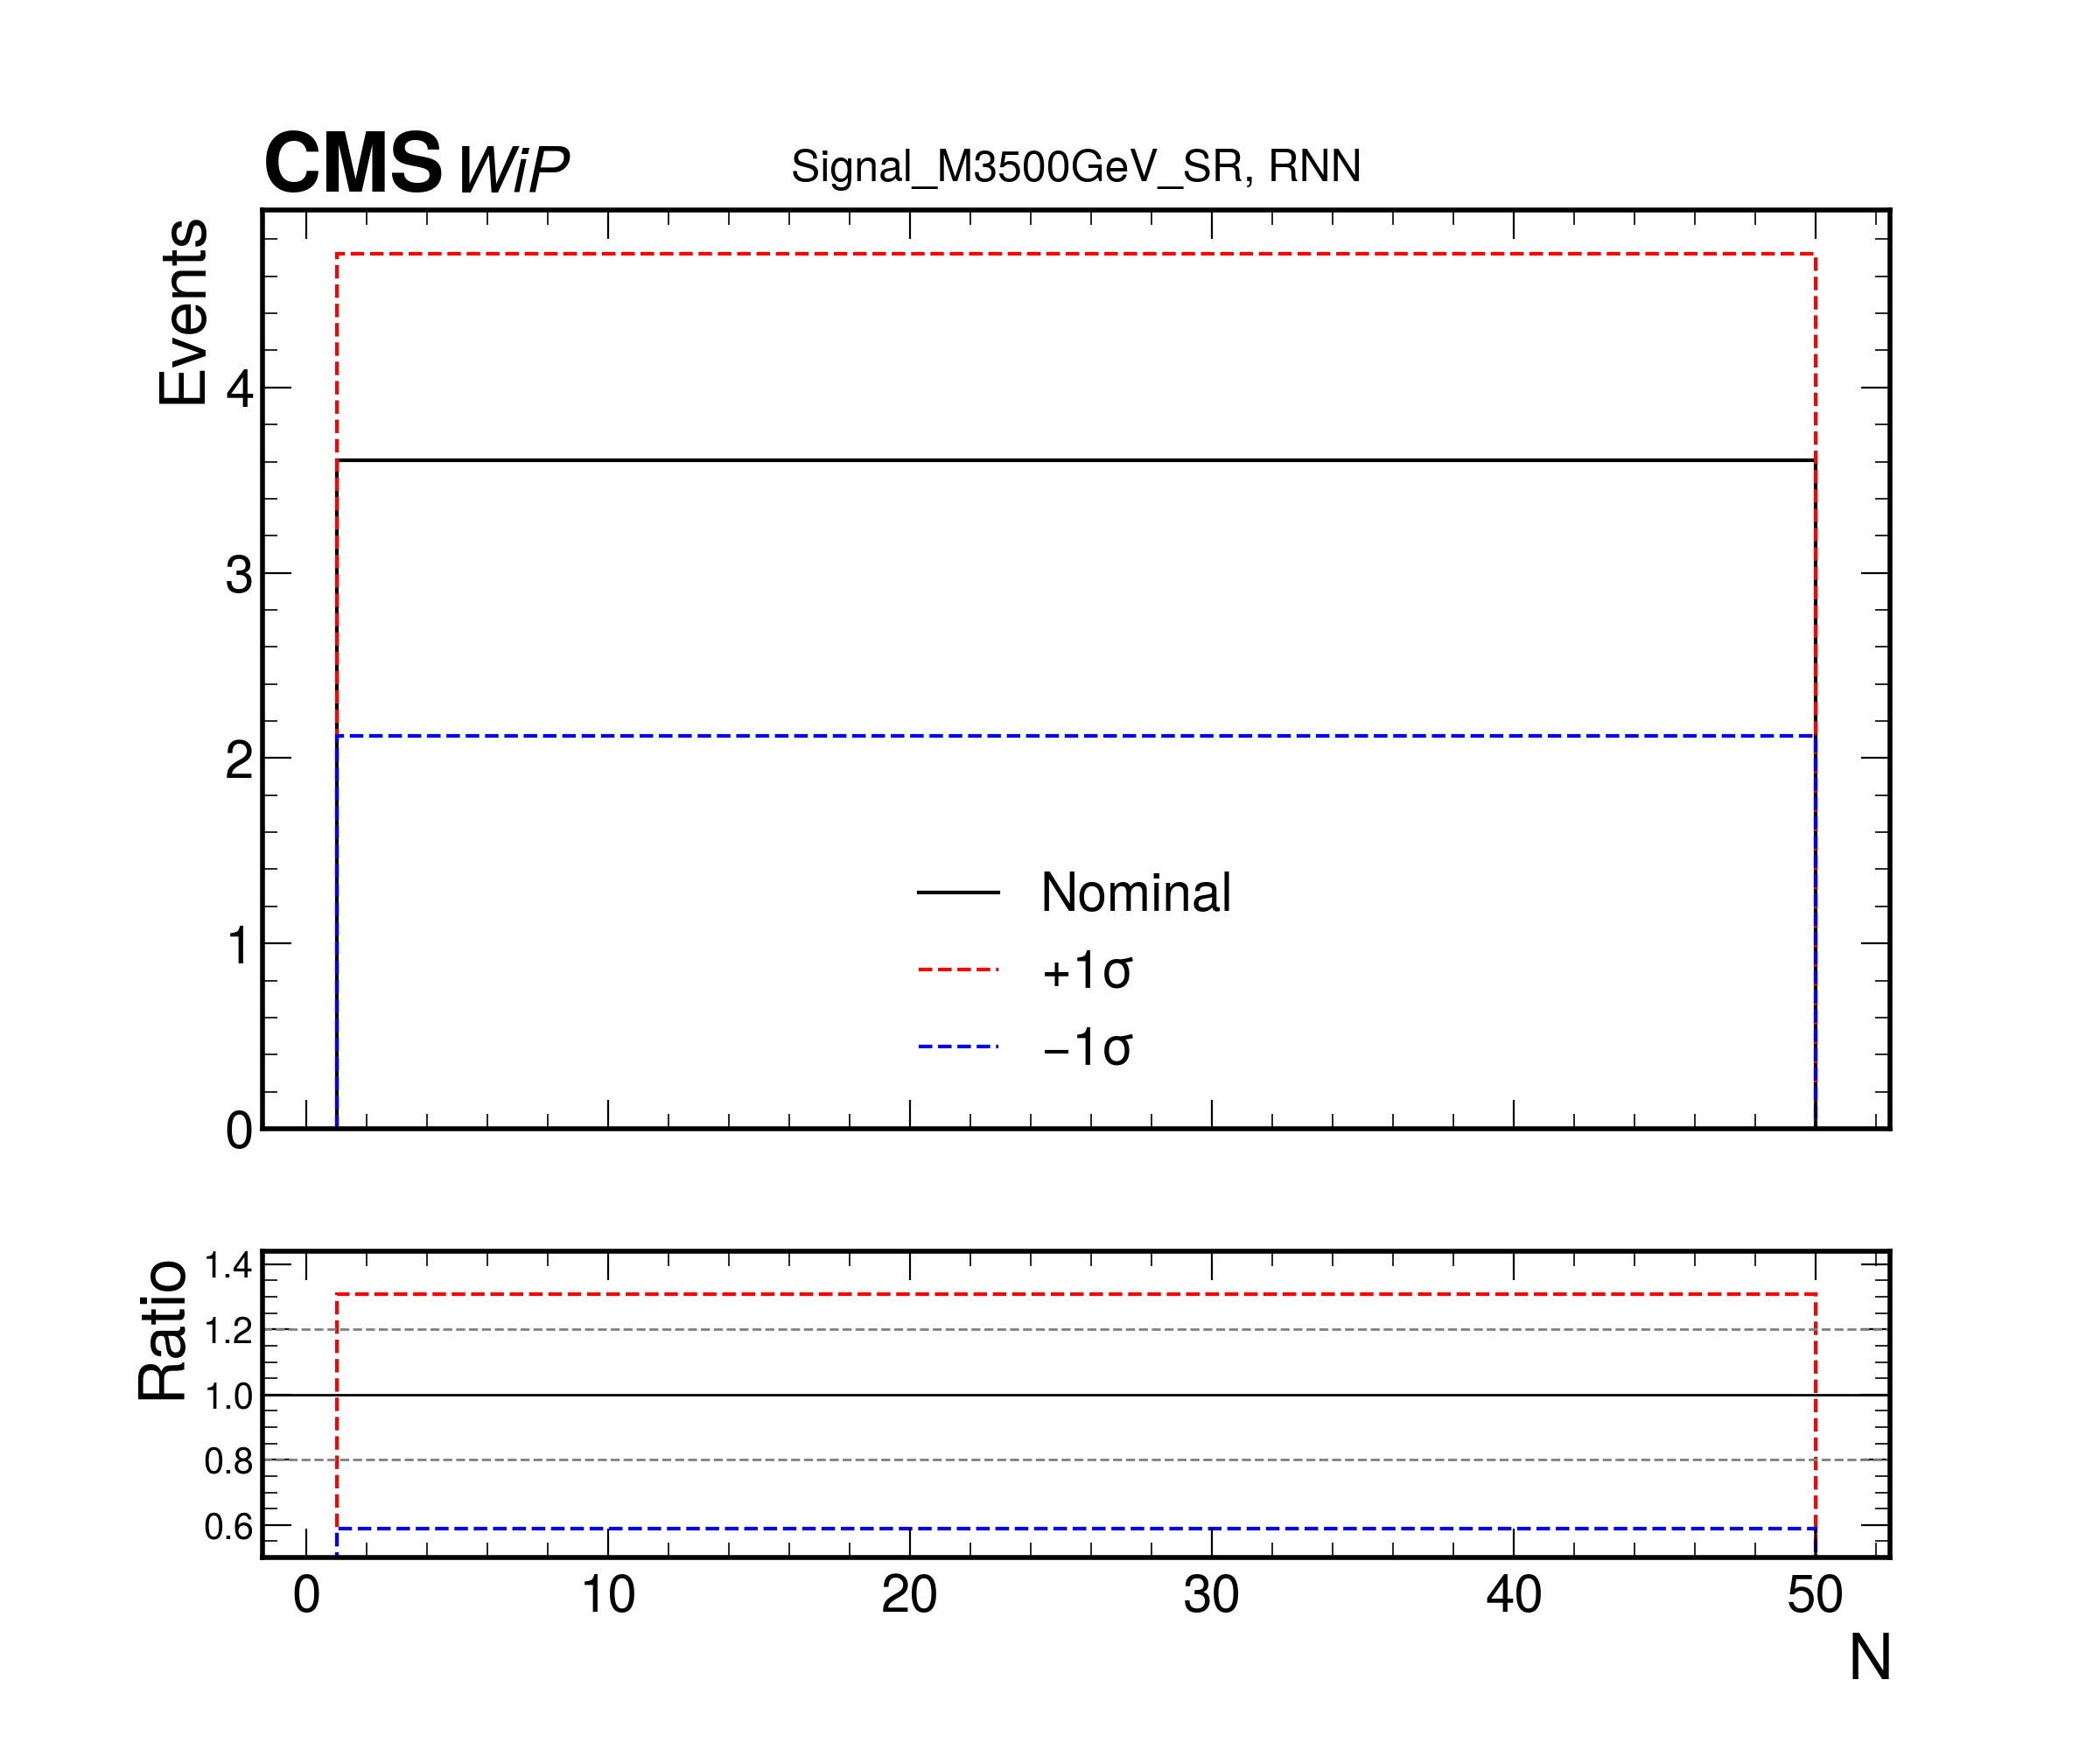 CMS WiP
Signal_M3500GeV_SR, RNN
Events
4
3
2
1
0
Nominal
+1σ
−1σ
Ratio
1.4
1.2
1.0
0.8
0.6
0 10 20 30 40 50
N